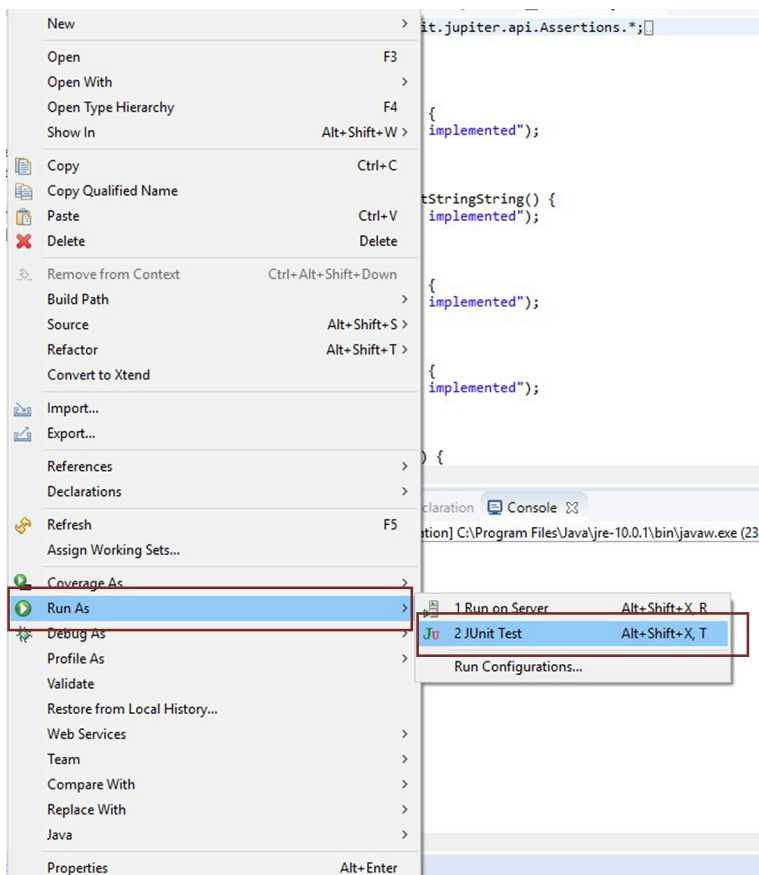 New
it.jupiter.api.Assertions.*;
Open F3
Open With
Open Type Hierarchy F4
{
Show In Alt+Shift+W
implemented");
Copy Ctrl+C
Copy Qualified Name
tStringString() {
Paste Ctrl+V
implemented");
Delete Delete
Remove from Context Ctrl+Alt+Shift+Down
{
Build Path
implemented");
Source Alt+Shift+S
Refactor Alt+Shift+T
Convert to Xtend
{
implemented");
Import...
Export...
) {
References
Declarations
claration Console
Refresh F5
ation] C:\Program Files\Java\jre-10.0.1\bin\javaw.exe (23
Assign Working Sets...
Coverage As
Run As
1 Run on Server Alt+Shift+X, R
Debug As
Ju 2 JUnit Test Alt+Shift+X, T
Profile As
Run Configurations...
Validate
Restore from Local History...
Web Services
Team
Compare With
Replace With
Java
Properties Alt+Enter